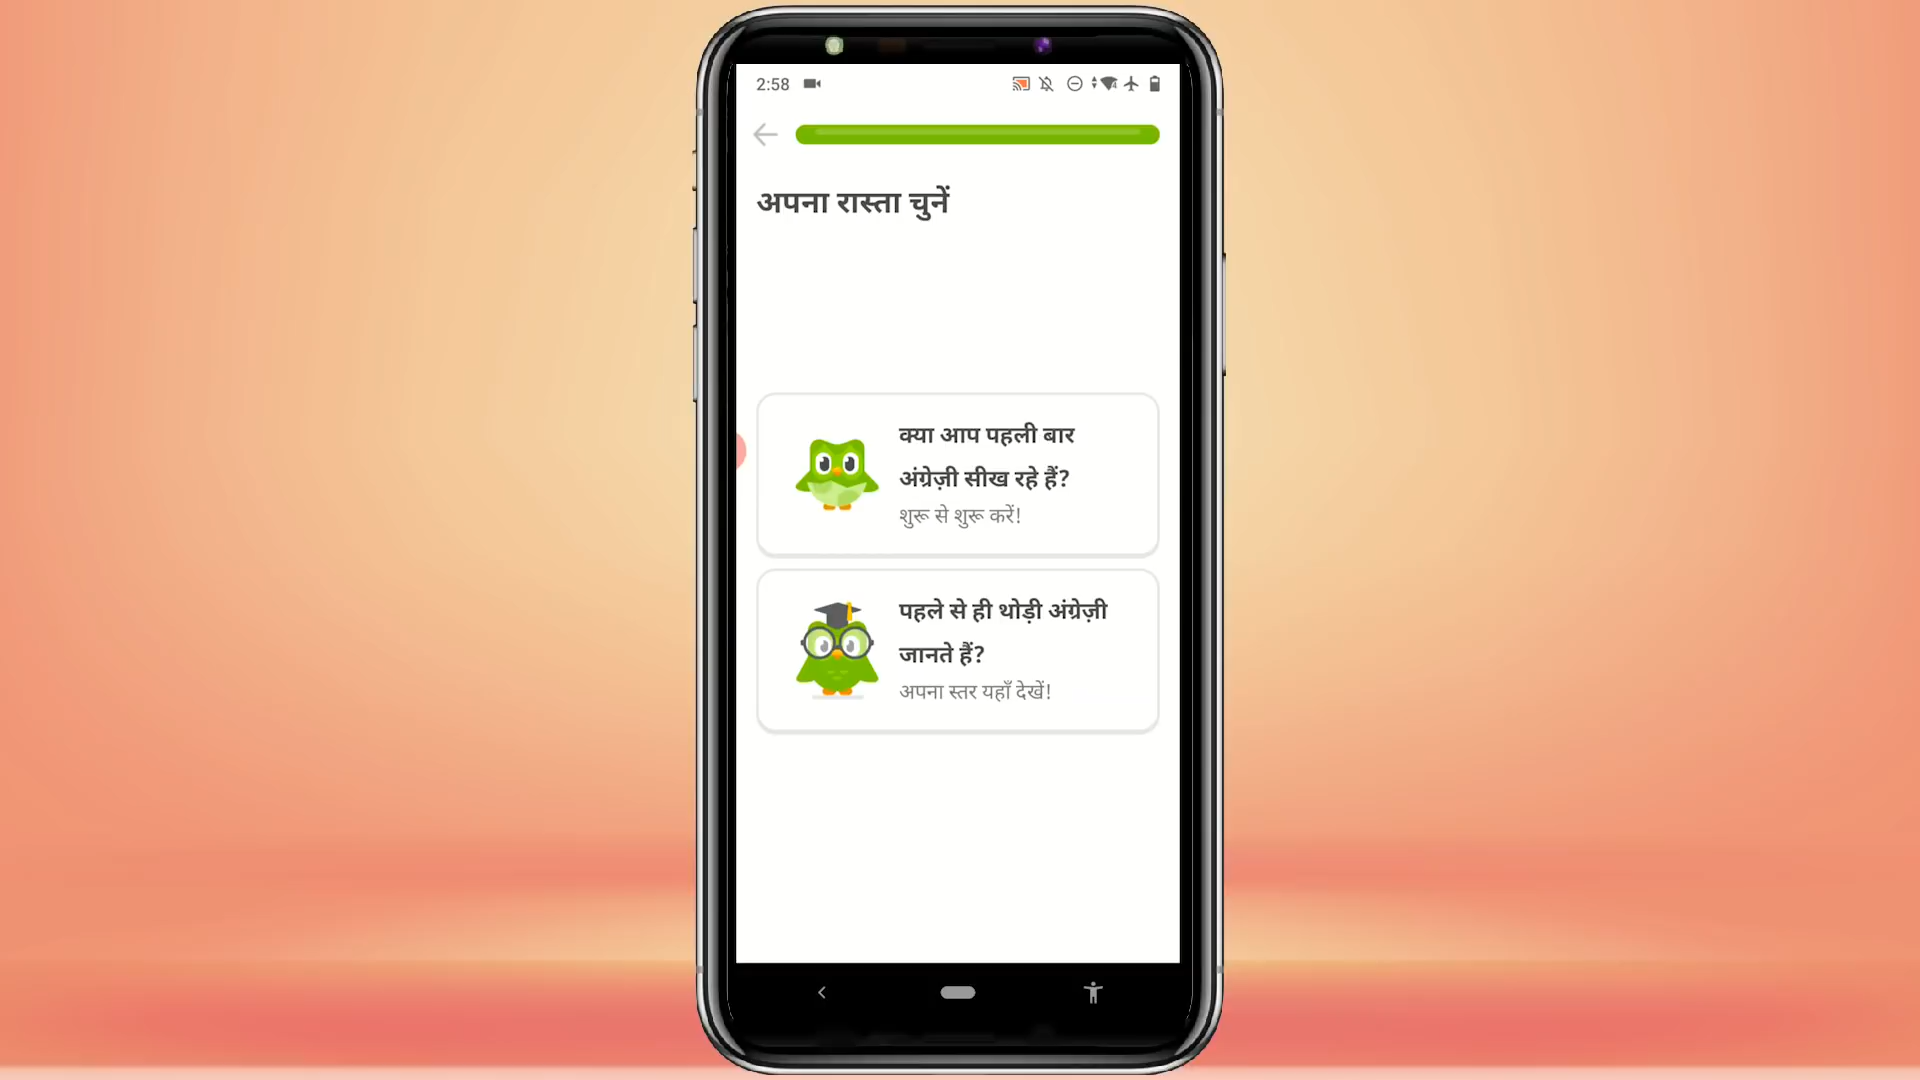 2:58
अपना रास्ता चुनें
क्या आप पहली बार
अंग्रेज़ी सीख रहे हैं?
शुरू से शुरू करें!
पहले से ही थोड़ी अंग्रेज़ी
जानते हैं?
अपना स्तर यहाँ देखें!